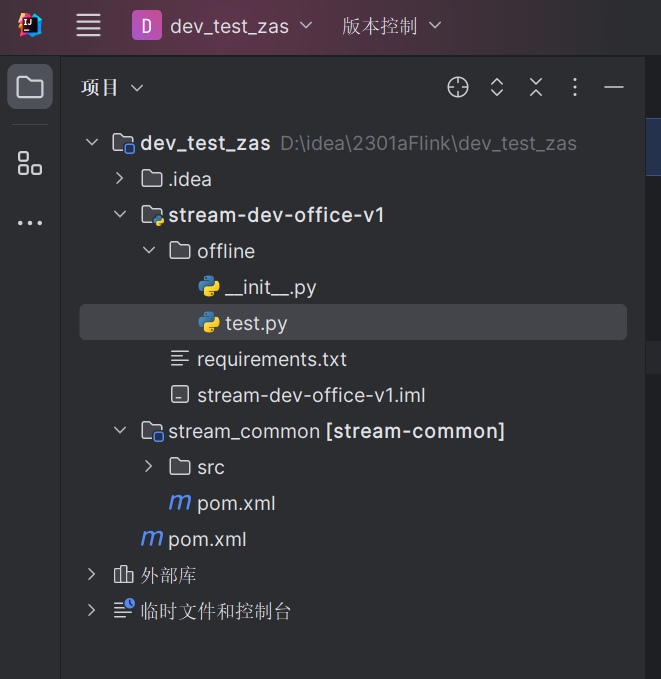 D dev_test_zas 版本控制
项目
dev_test_zas D:\idea\2301aFlink\dev_test_zas
.idea
stream-dev-office-v1
offline
__init__.py
test.py
requirements.txt
stream-dev-office-v1.iml
stream_common [stream-common]
src
m pom.xml
m pom.xml
外部库
临时文件和控制台